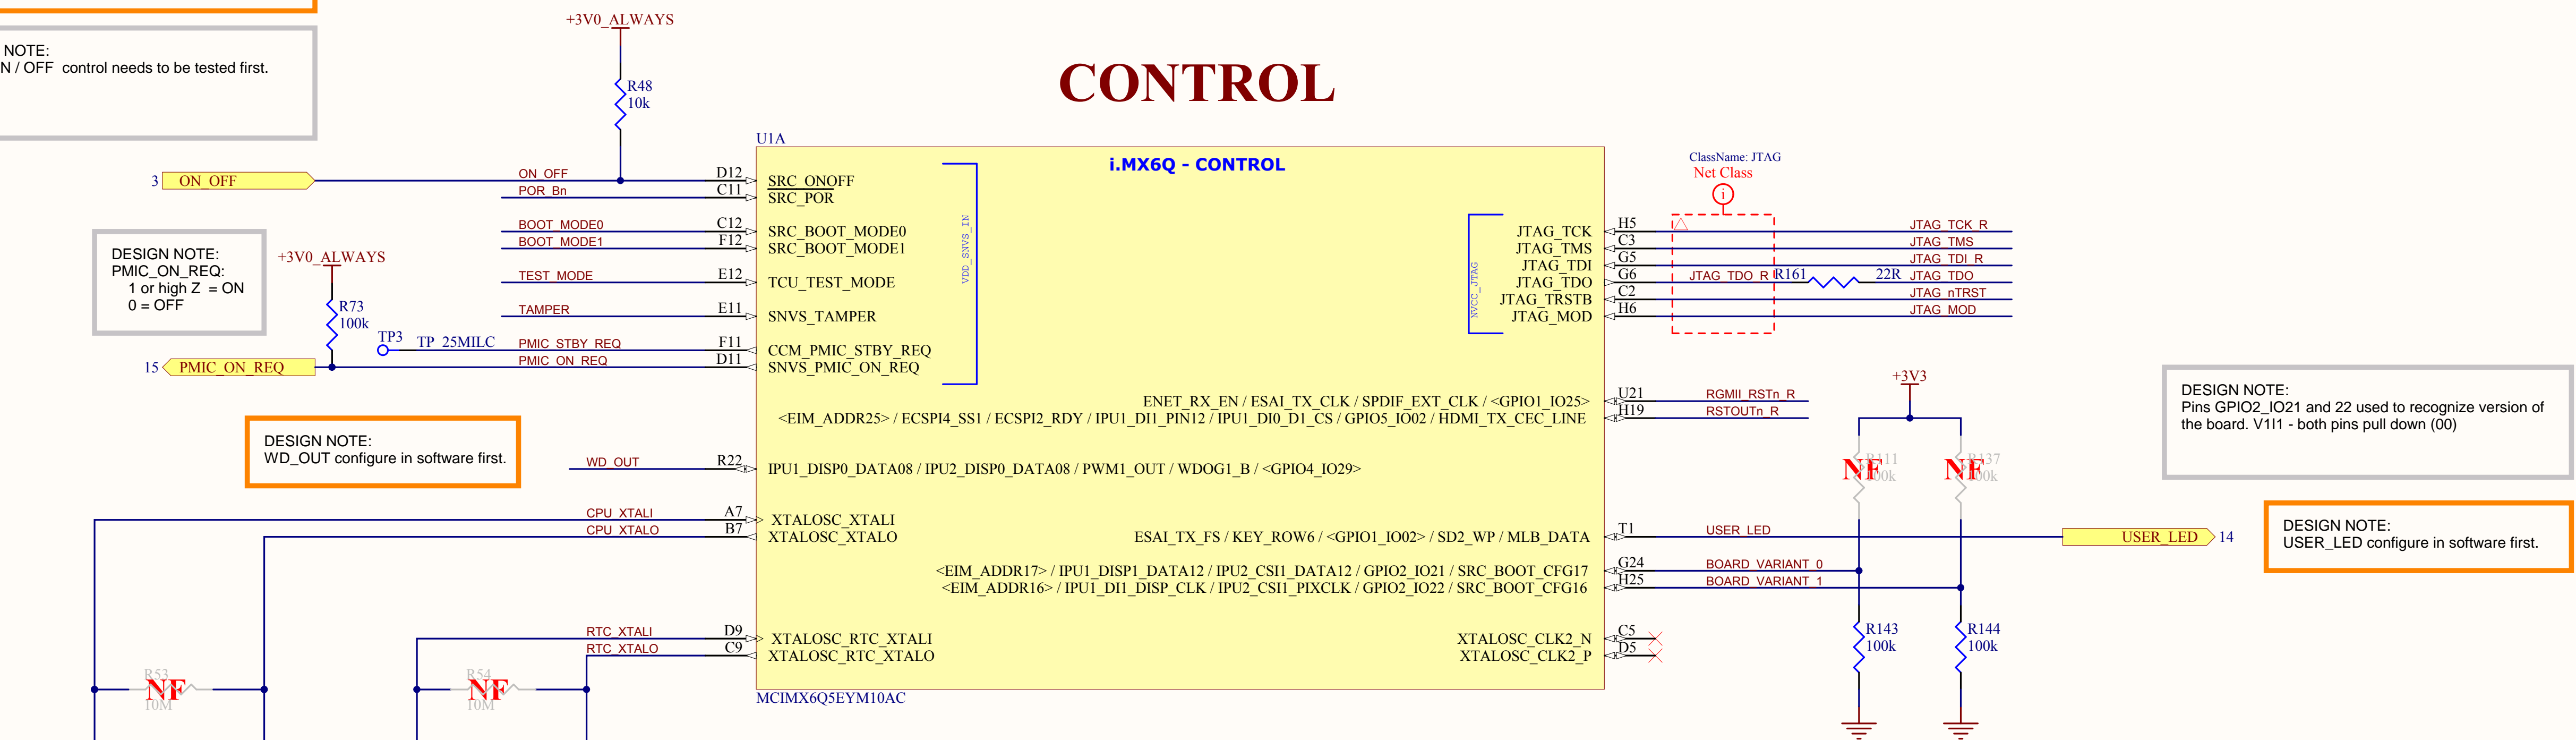 NOTE:
N / OFF control needs to be tested first.
+3V0_ALWAYS
R48
10k
CONTROL
U1A
i.MX6Q - CONTROL
3 ON_OFF
ON_OFF D12 SRC_ONOFF
POR_Bn C11 SRC_POR
BOOT_MODE0 C12 SRC_BOOT_MODE0
BOOT_MODE1 F12 SRC_BOOT_MODE1
TEST_MODE E12 TCU_TEST_MODE
TAMPER E11 SNVS_TAMPER
TP3 TP_25MILC PMIC_STBY_REQ F11 CCM_PMIC_STBY_REQ
15 PMIC_ON_REQ PMIC_ON_REQ D11 SNVS_PMIC_ON_REQ
VDD_SNVS_IN
DESIGN NOTE:
PMIC_ON_REQ:
1 or high Z = ON
0 = OFF
+3V0_ALWAYS
R73
100k
ClassName: JTAG
Net Class
i
NVCC_JTAG
JTAG_TCK H5 JTAG_TCK_R
JTAG_TMS C3 JTAG_TMS
JTAG_TDI G5 JTAG_TDI_R
JTAG_TDO G6 JTAG_TDO_R R161 22R JTAG_TDO
JTAG_TRSTB C2 JTAG_nTRST
JTAG_MOD H6 JTAG_MOD
ENET_RX_EN / ESAI_TX_CLK / SPDIF_EXT_CLK / <GPIO1_IO25> U21 RGMII_RSTn_R
<EIM_ADDR25> / ECSPI4_SS1 / ECSPI2_RDY / IPU1_DI1_PIN12 / IPU1_DI0_D1_CS / GPIO5_IO02 / HDMI_TX_CEC_LINE H19 RSTOUTn_R
+3V3
DESIGN NOTE:
Pins GPIO2_IO21 and 22 used to recognize version of
the board. V1I1 - both pins pull down (00)
DESIGN NOTE:
WD_OUT configure in software first.
WD_OUT R22 IPU1_DISP0_DATA08 / IPU2_DISP0_DATA08 / PWM1_OUT / WDOG1_B / <GPIO4_IO29>
NF R111
100k
NF R137
100k
CPU_XTALI A7 XTALOSC_XTALI
CPU_XTALO B7 XTALOSC_XTALO
ESAI_TX_FS / KEY_ROW6 / <GPIO1_IO02> / SD2_WP / MLB_DATA T1 USER_LED
USER_LED 14
DESIGN NOTE:
USER_LED configure in software first.
<EIM_ADDR17> / IPU1_DISP1_DATA12 / IPU2_CSI1_DATA12 / GPIO2_IO21 / SRC_BOOT_CFG17 G24 BOARD_VARIANT_0
<EIM_ADDR16> / IPU1_DI1_DISP_CLK / IPU2_CSI1_PIXCLK / GPIO2_IO22 / SRC_BOOT_CFG16 H25 BOARD_VARIANT_1
RTC_XTALI D9 XTALOSC_RTC_XTALI
RTC_XTALO C9 XTALOSC_RTC_XTALO
XTALOSC_CLK2_N C5
XTALOSC_CLK2_P D5
R143
100k
R144
100k
R53
NF
10M
R54
NF
10M
MCIMX6Q5EYM10AC